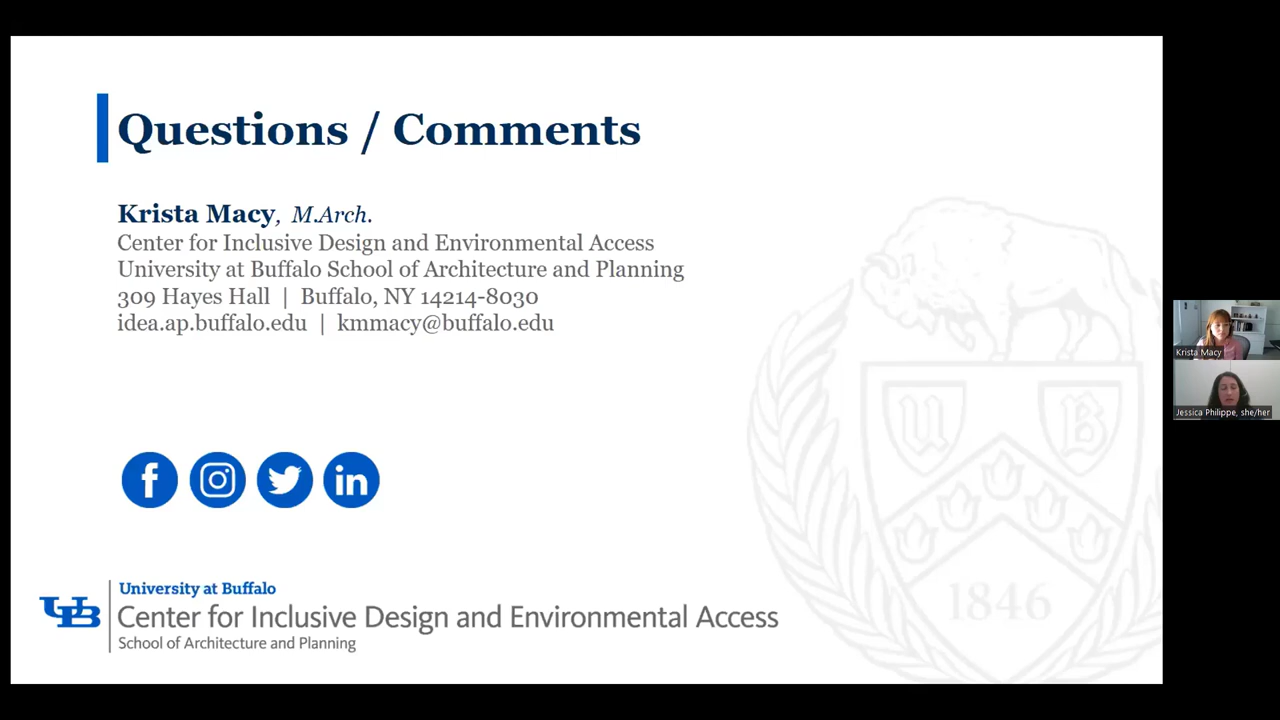 Questions / Comments
Krista Macy, M.Arch.
Center for Inclusive Design and Environmental Access
University at Buffalo School of Architecture and Planning
309 Hayes Hall | Buffalo, NY 14214-8030
idea.ap.buffalo.edu | kmmacy@buffalo.edu
f
in
UB
University at Buffalo
Center for Inclusive Design and Environmental Access
School of Architecture and Planning
U B
1846
Krista Macy
Jessica Philippe, she/her